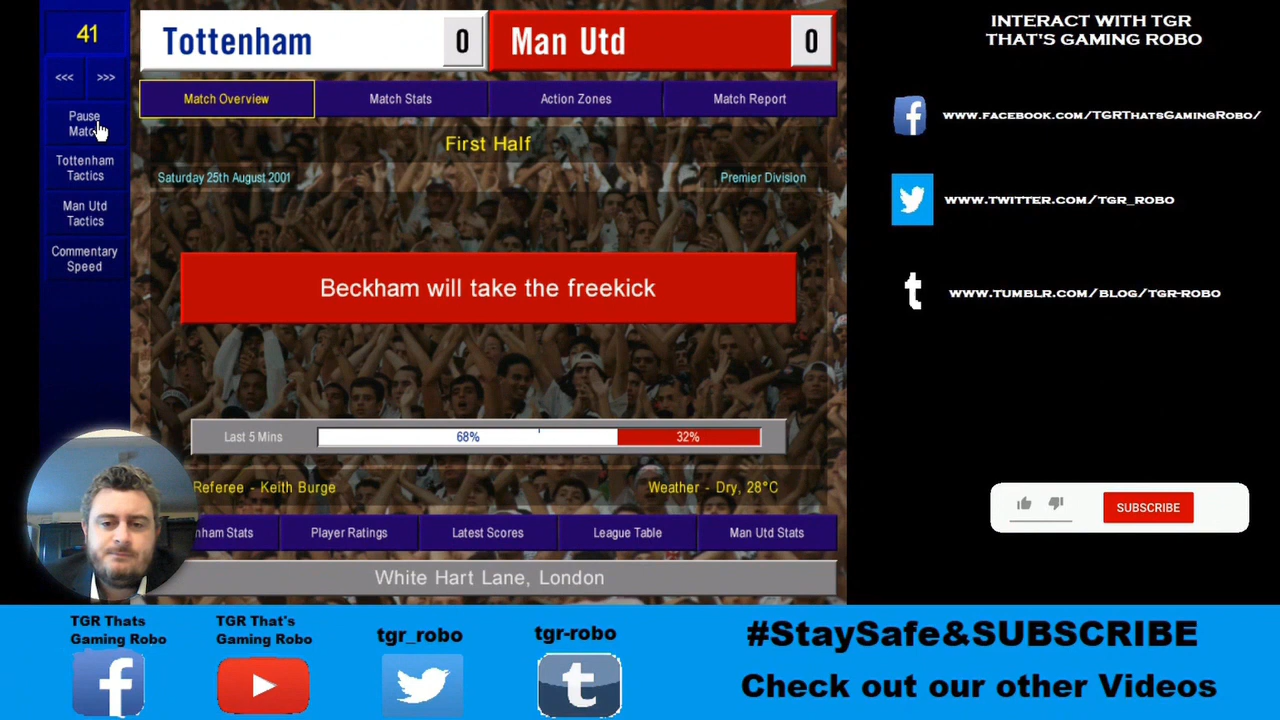 41
Tottenham
0
Man Utd
0
<<<
>>>
Match Overview
Match Stats
Action Zones
Match Report
Pause
Match
First Half
Tottenham
Tactics
Saturday 25th August 2001
Premier Division
Man Utd
Tactics
Commentary
Speed
Beckham will take the freekick
Last 5 Mins
68%
32%
Referee - Keith Burge
Weather - Dry, 28°C
nham Stats
Player Ratings
Latest Scores
League Table
Man Utd Stats
White Hart Lane, London
INTERACT WITH TGR
THAT'S GAMING ROBO
www.facebook.com/TGRThatsGamingRobo/
www.twitter.com/tgr_robo
www.tumblr.com/blog/tgr-robo
SUBSCRIBE
TGR Thats
Gaming Robo
TGR That's
Gaming Robo
tgr_robo
tgr-robo
#StaySafe&SUBSCRIBE
Check out our other Videos